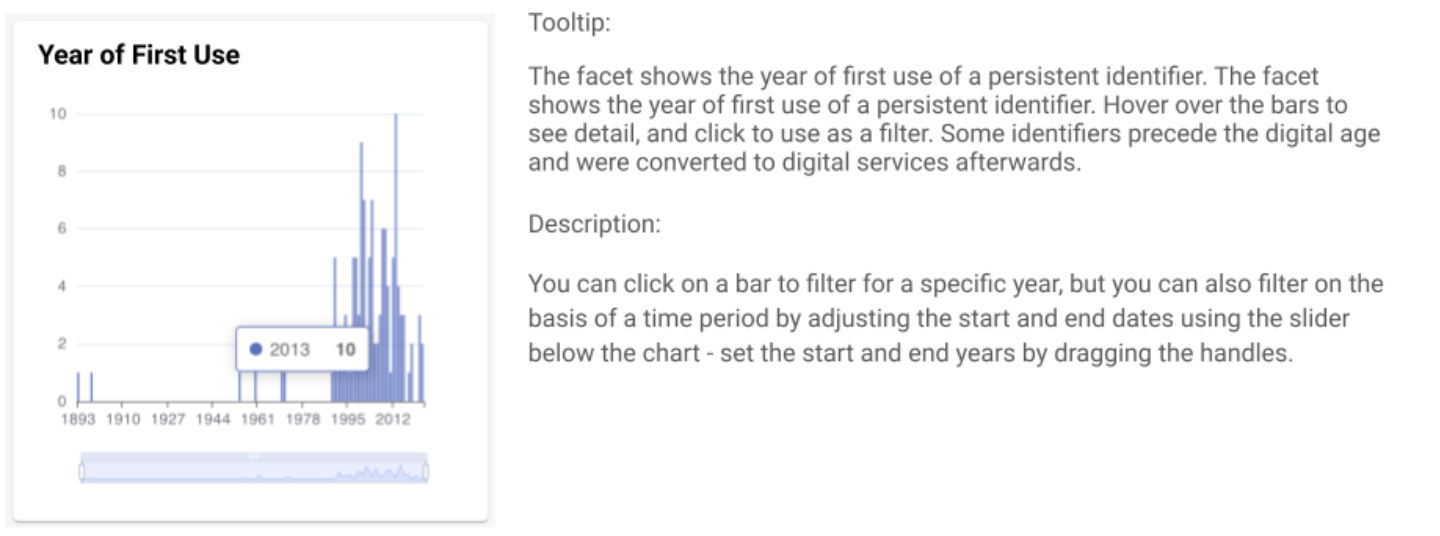 Year of First Use
10
8
6
4
2
0
2013 10
1893 1910 1927 1944 1961 1978 1995 2012
Tooltip:
The facet shows the year of first use of a persistent identifier. The facet
shows the year of first use of a persistent identifier. Hover over the bars to
see detail, and click to use as a filter. Some identifiers precede the digital age
and were converted to digital services afterwards.
Description:
You can click on a bar to filter for a specific year, but you can also filter on the
basis of a time period by adjusting the start and end dates using the slider
below the chart - set the start and end years by dragging the handles.